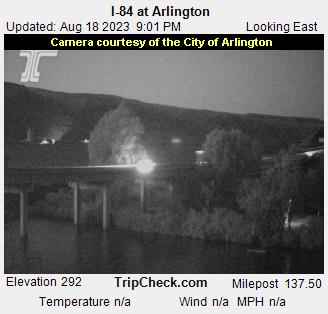 I-84 at Arlington
Updated: Aug 18 2023 9:01 PM Looking East
Camera courtesy of the City of Arlington
Elevation 292 TripCheck.com Milepost 137.50
Temperature n/a Wind n/a MPH n/a